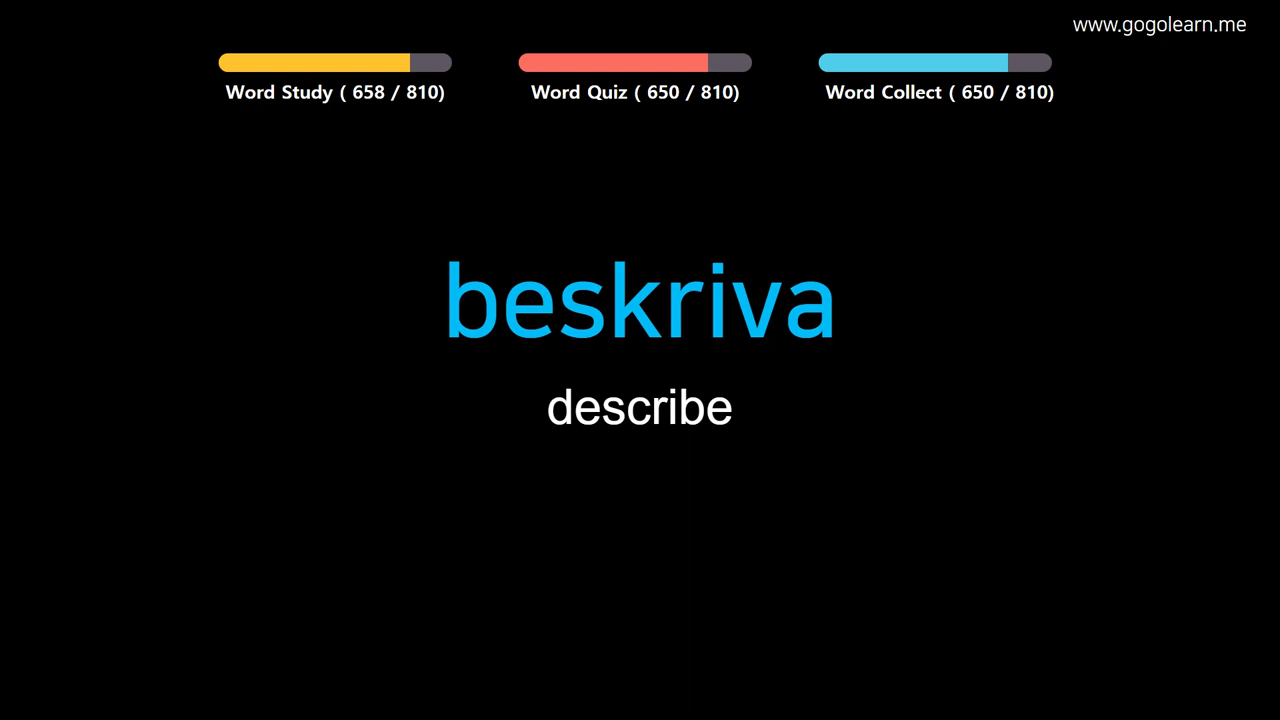 www.gogolearn.me
Word Study ( 658 / 810)
Word Quiz ( 650 / 810)
Word Collect ( 650 / 810)
beskriva
describe